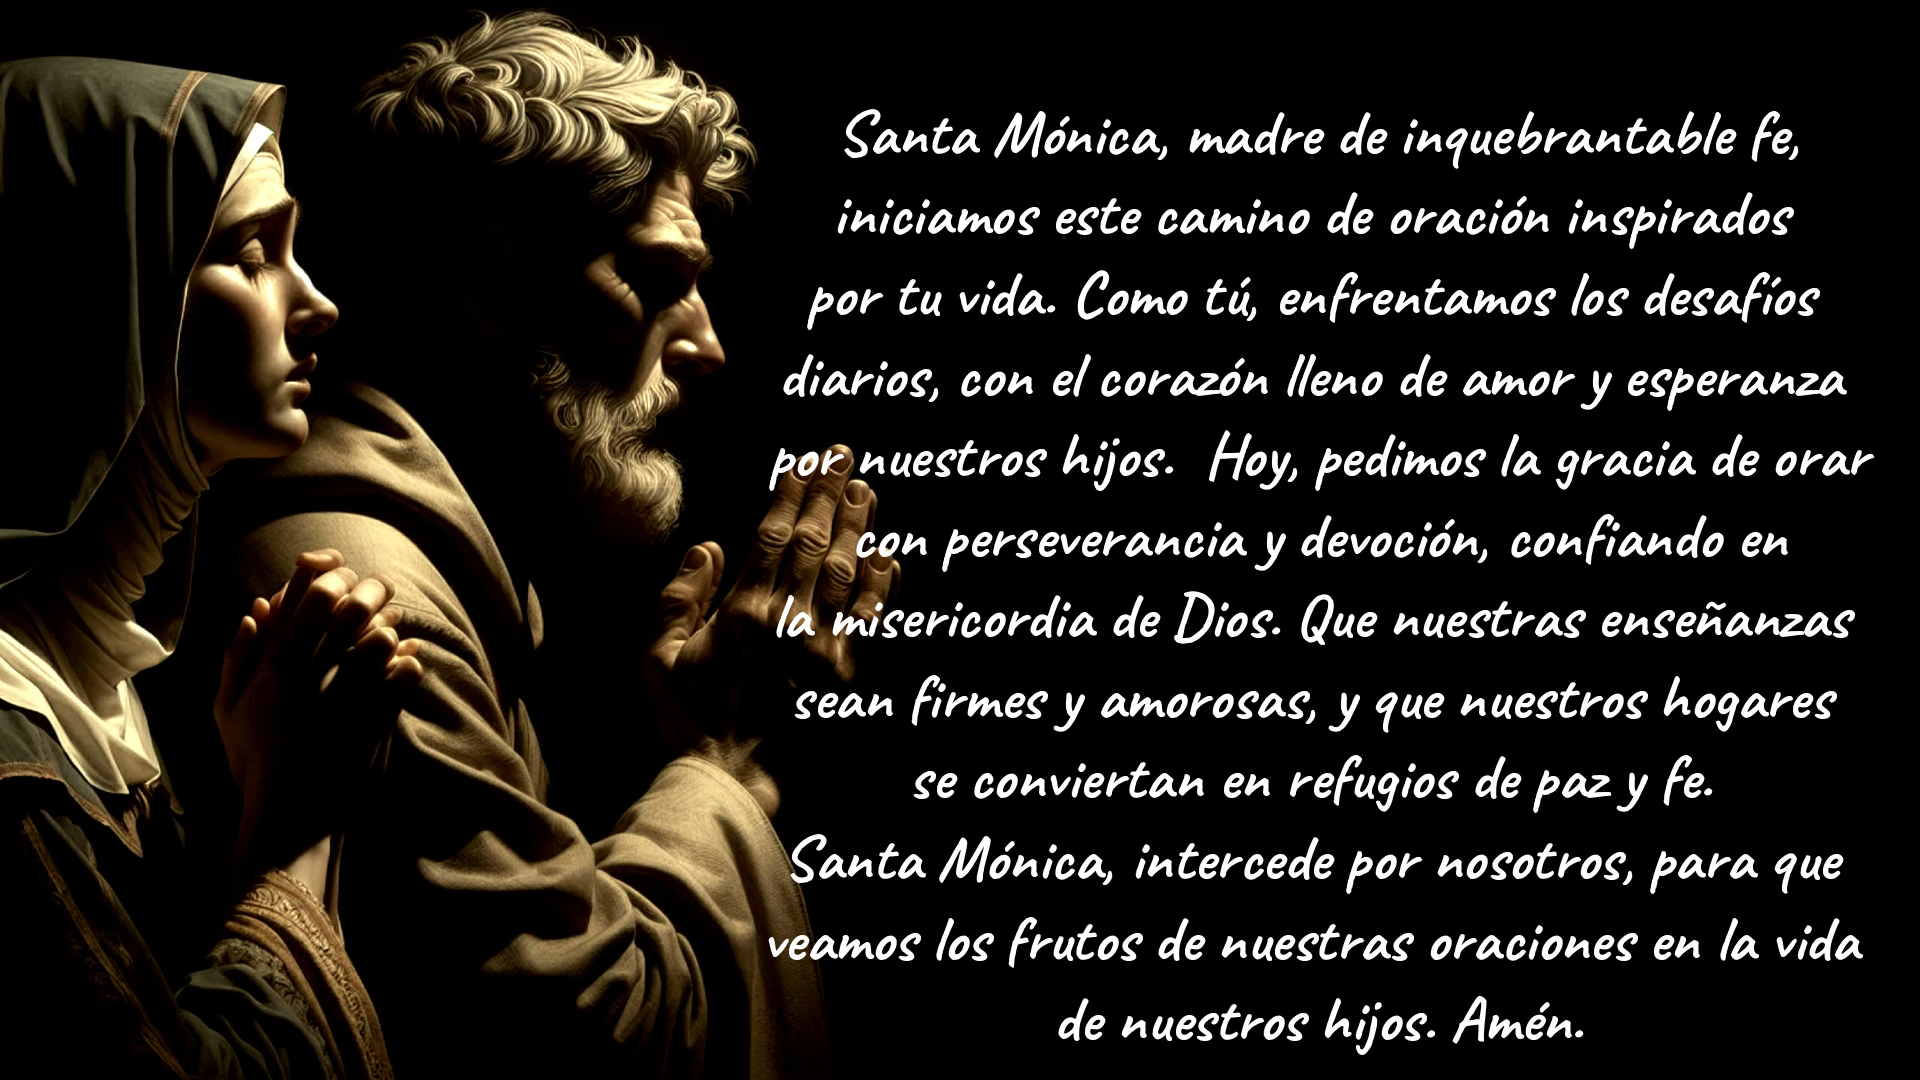 Santa Mónica, madre de inquebrantable fe,
iniciamos este camino de oración inspirados
por tu vida. Como tú, enfrentamos los desafíos
diarios, con el corazón lleno de amor y esperanza
por nuestros hijos.  Hoy, pedimos la gracia de orar
con perseverancia y devoción, confiando en
la misericordia de Dios. Que nuestras enseñanzas
sean firmes y amorosas, y que nuestros hogares
se conviertan en refugios de paz y fe.
Santa Mónica, intercede por nosotros, para que
veamos los frutos de nuestras oraciones en la vida
de nuestros hijos. Amén.